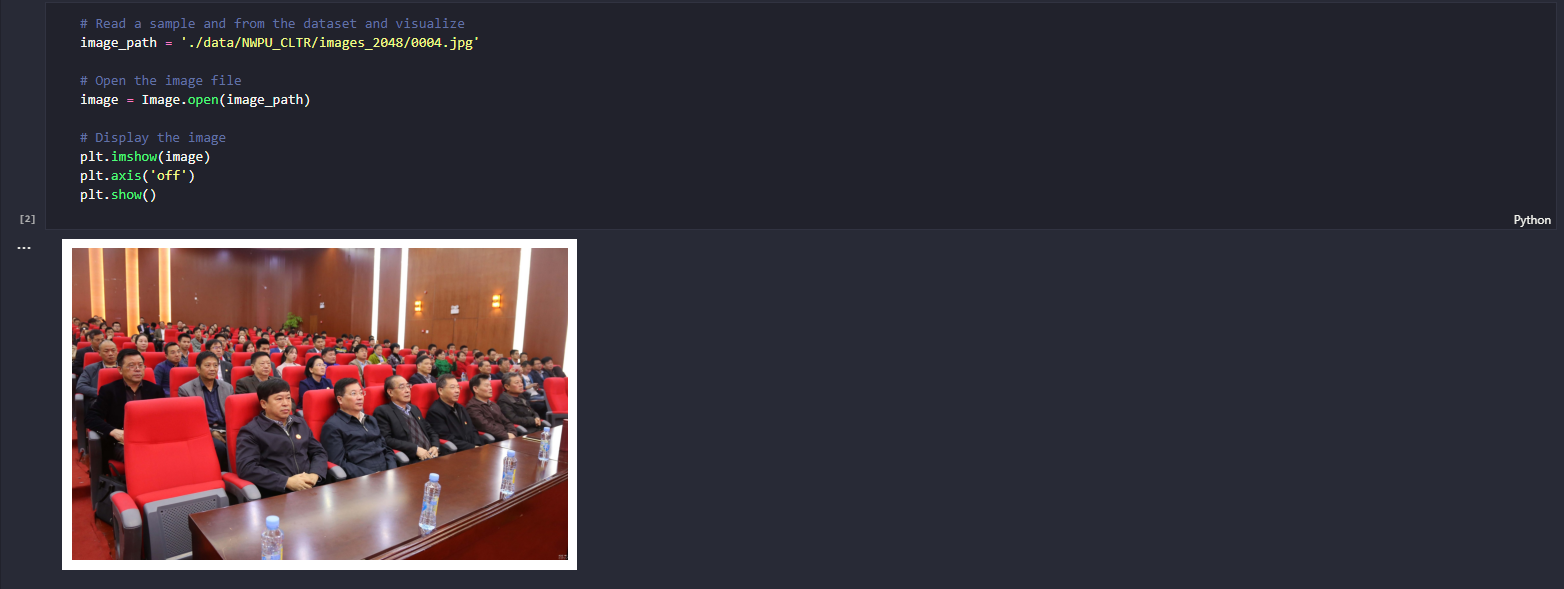 # Read a sample and from the dataset and visualize
image_path = './data/NWPU_CLTR/images_2048/0004.jpg'
# Open the image file
image = Image.open(image_path)
# Display the image
plt.imshow(image)
plt.axis('off')
plt.show()
[2]
Python
...